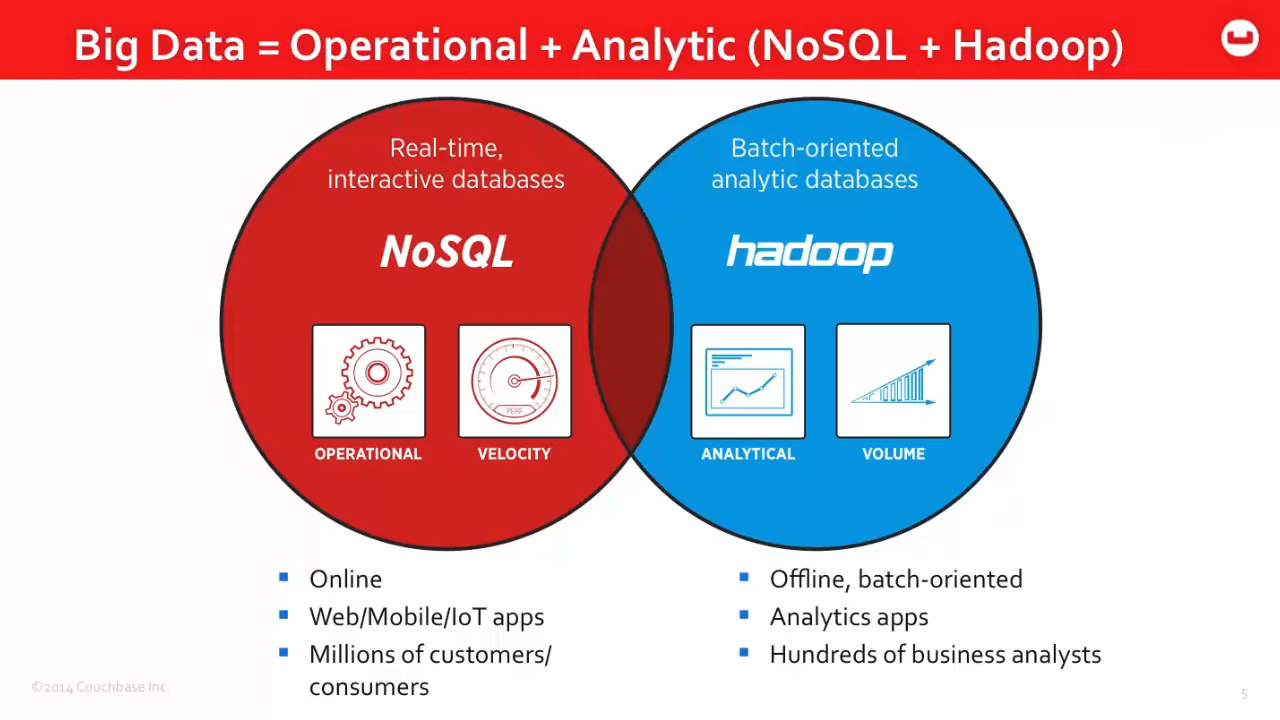 Big Data = Operational + Analytic (NoSQL + Hadoop)
Real-time,
interactive databases
NoSQL
OPERATIONAL
PERF
VELOCITY
Batch-oriented
analytic databases
hadoop
ANALYTICAL
VOLUME
Online
Web/Mobile/IoT apps
Millions of customers/
consumers
Offline, batch-oriented
Analytics apps
Hundreds of business analysts
©2014 Couchbase Inc.
5